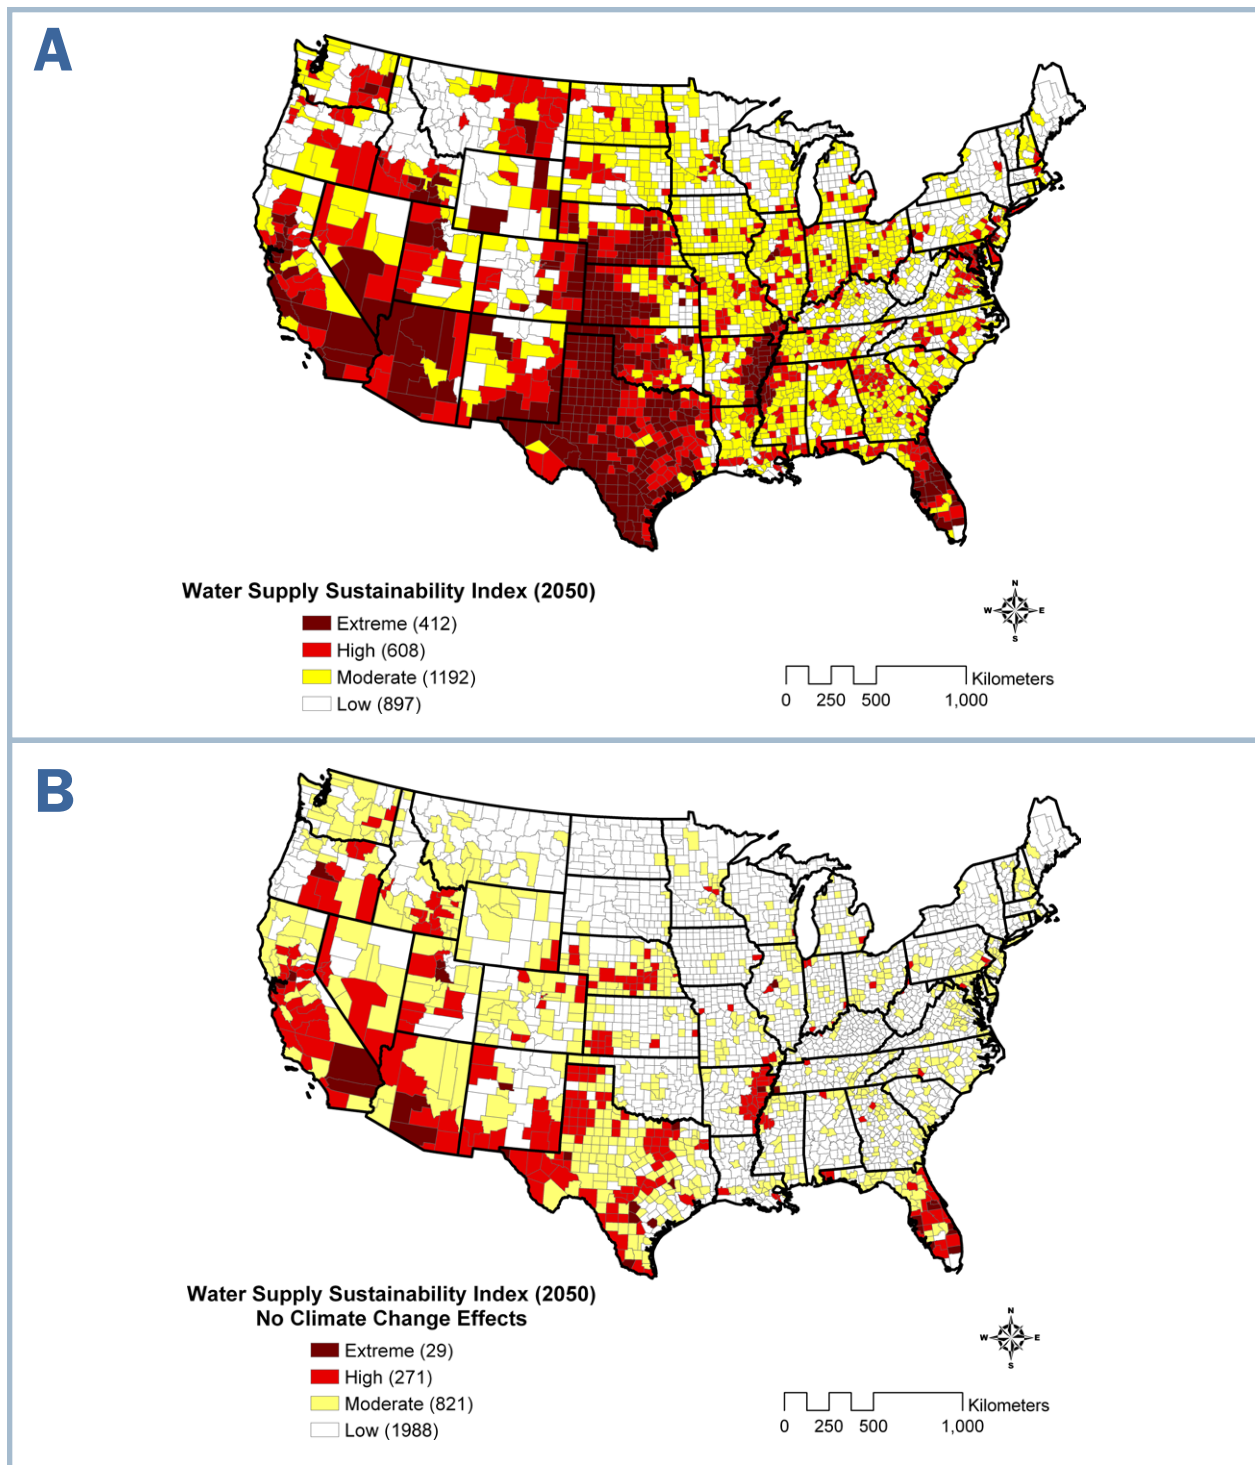 A
Water Supply Sustainability Index (2050)
Extreme (412)
High (608)
Moderate (1192)
Low (897)
N
W E
S
Kilometers
0 250 500 1,000
B
Water Supply Sustainability Index (2050)
No Climate Change Effects
Extreme (29)
High (271)
Moderate (821)
Low (1988)
N
W E
S
Kilometers
0 250 500 1,000